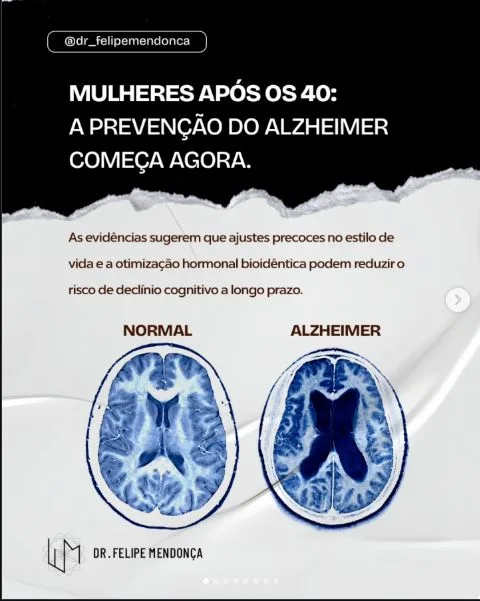 @dr_felipemendonca
MULHERES APÓS OS 40:
A PREVENÇÃO DO ALZHEIMER
COMEÇA AGORA.
As evidências sugerem que ajustes precoces no estilo de
vida e a otimização hormonal bioidêntica podem reduzir o
risco de declínio cognitivo a longo prazo.
NORMAL
ALZHEIMER
DR. FELIPE MENDONÇA